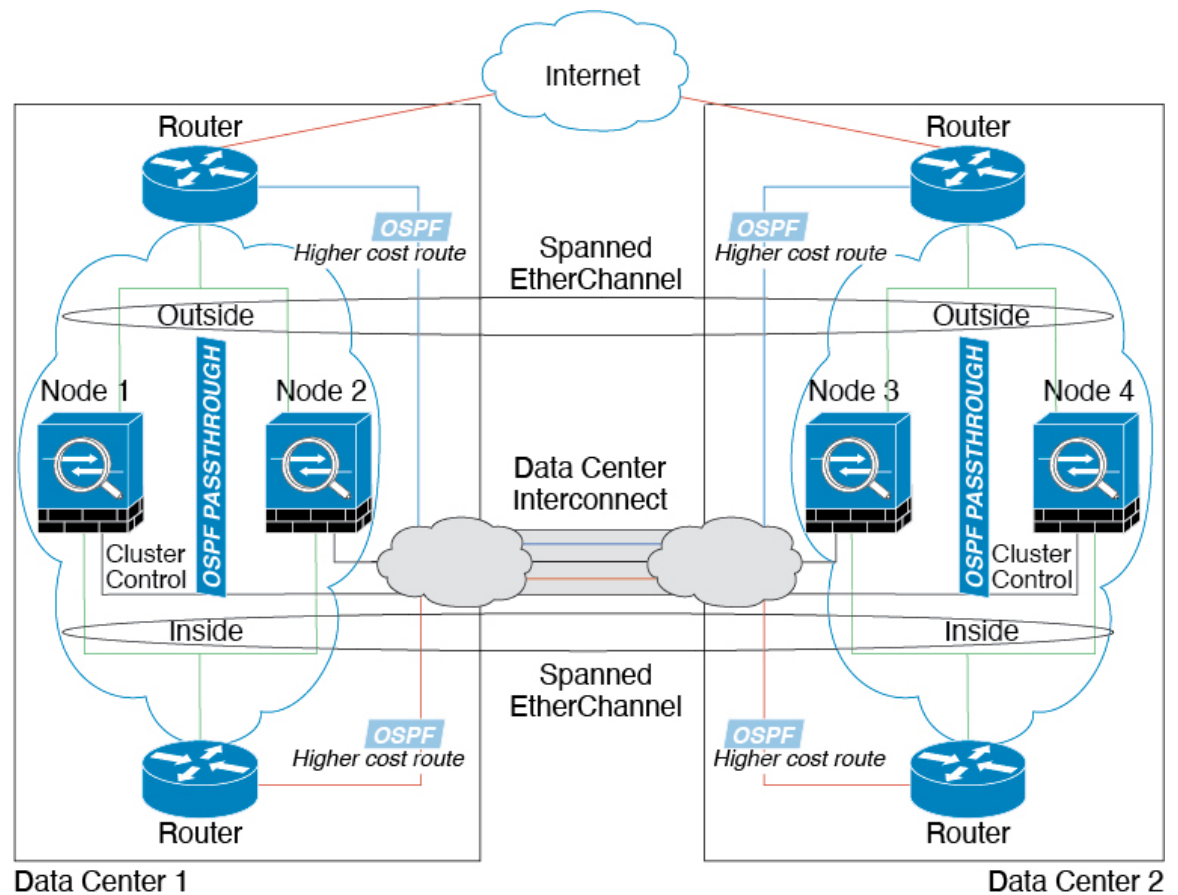 Internet
Router
Router
OSPF
Higher cost route
OSPF
Higher cost route
Spanned
EtherChannel
Outside
Outside
Node 1
Node 2
Node 3
Node 4
OSPF PASSTHROUGH
OSPF PASSTHROUGH
Data Center
Interconnect
Cluster
Control
Cluster
Control
Inside
Inside
Spanned
EtherChannel
OSPF
Higher cost route
OSPF
Higher cost route
Router
Router
Data Center 1
Data Center 2